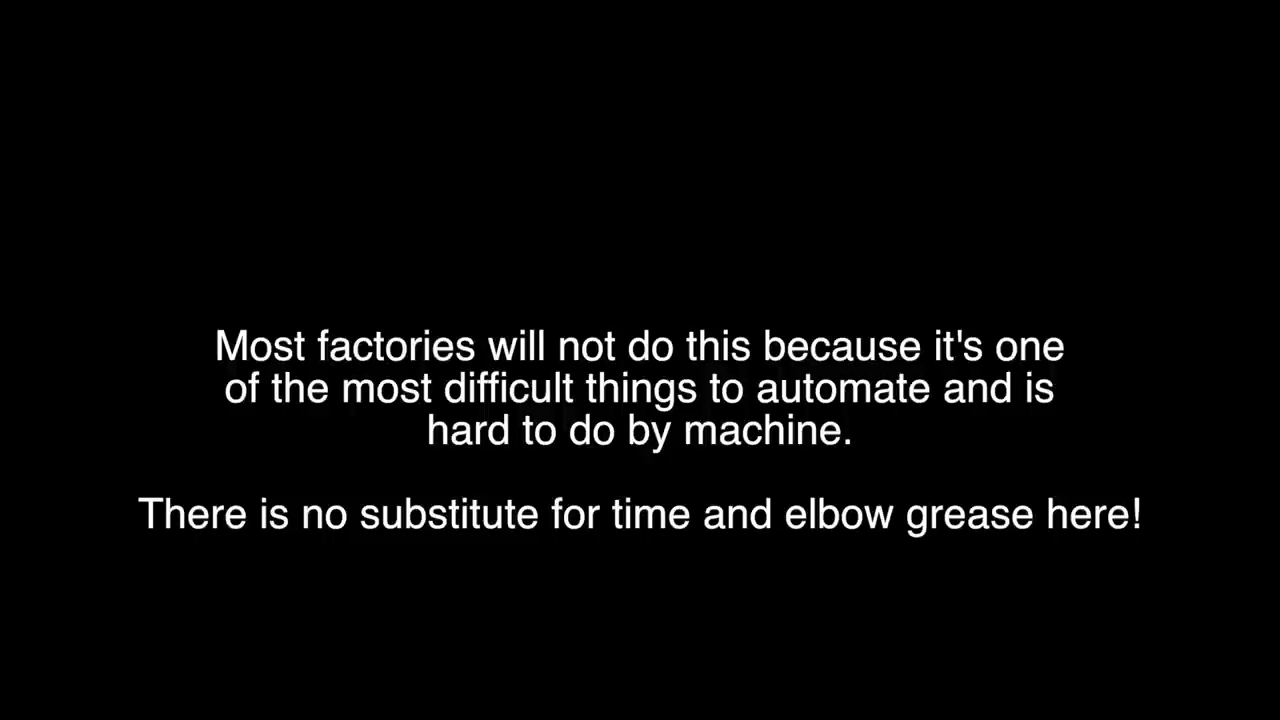 Most factories will not do this because it's one
of the most difficult things to automate and is
hard to do by machine.
There is no substitute for time and elbow grease here!